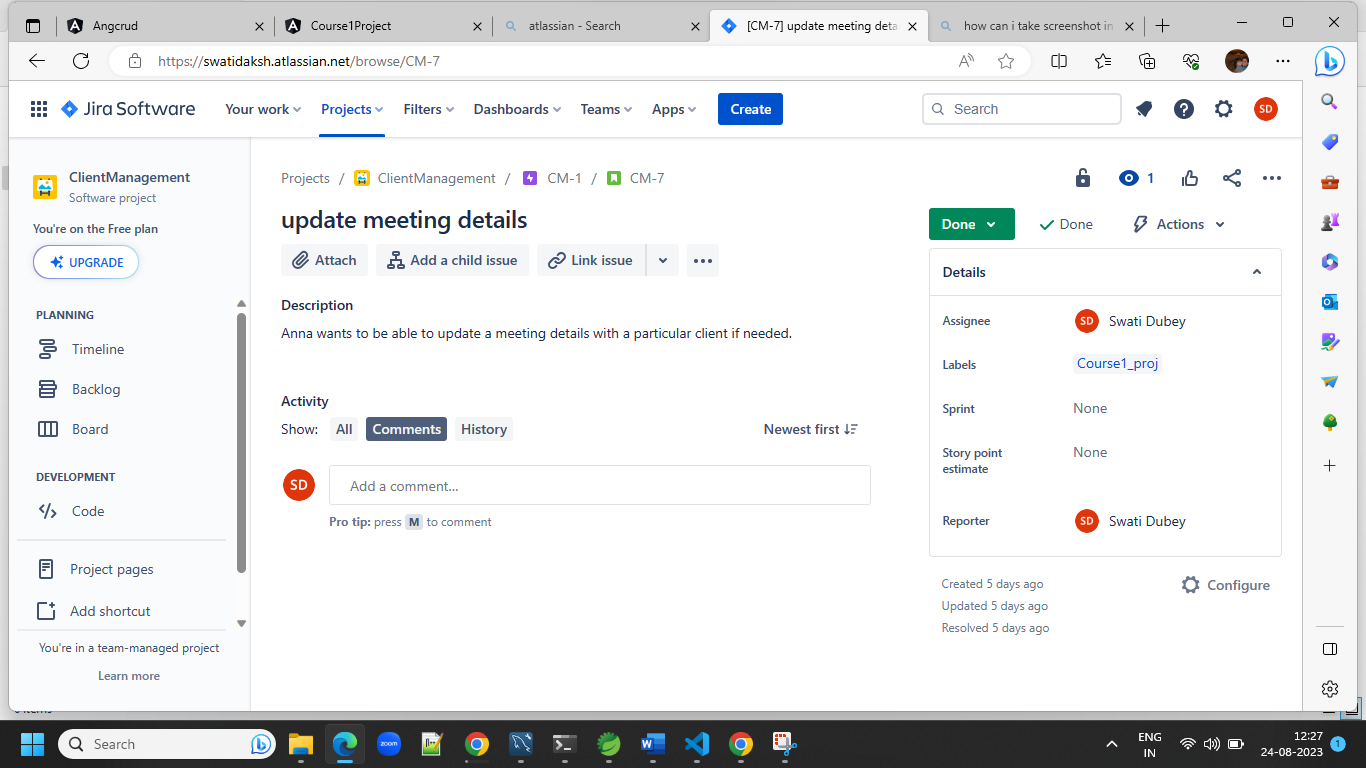 Angcrud
Course1Project
atlassian - Search
[CM-7] update meeting deta
how can i take screenshot in
https://swatidaksh.atlassian.net/browse/CM-7
Jira Software
Your work
Projects
Filters
Dashboards
Teams
Apps
Create
Search
SD
ClientManagement
Software project
You're on the Free plan
UPGRADE
PLANNING
Timeline
Backlog
Board
DEVELOPMENT
Code
Project pages
Add shortcut
You're in a team-managed project
Learn more
Projects / ClientManagement / CM-1 / CM-7
1
update meeting details
Attach
Add a child issue
Link issue
Description
Anna wants to be able to update a meeting details with a particular client if needed.
Activity
Show: All Comments History
Newest first
SD
Add a comment...
Pro tip: press M to comment
Done
Done
Actions
Details
Assignee
SD Swati Dubey
Labels
Course1_proj
Sprint
None
Story point
estimate
None
Reporter
SD Swati Dubey
Created 5 days ago
Updated 5 days ago
Resolved 5 days ago
Configure
Search
zoom
ENG
IN
12:27
24-08-2023
1